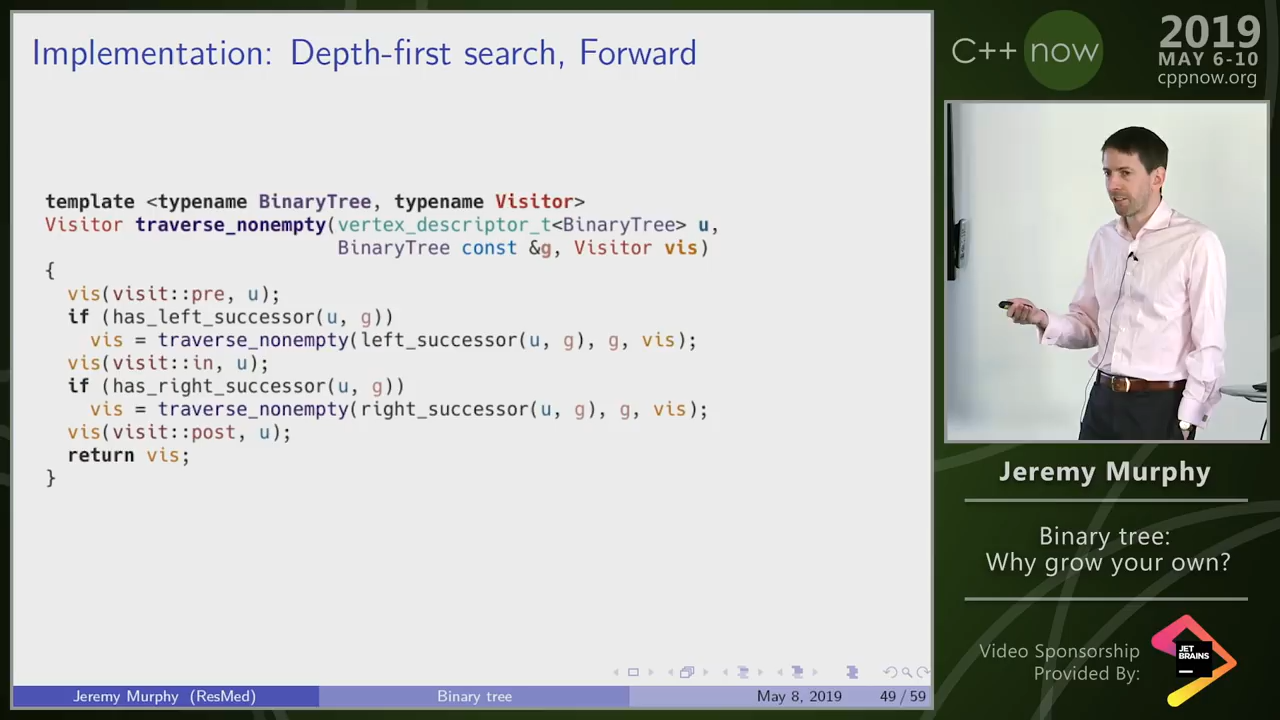 Implementation: Depth-first search, Forward
template <typename BinaryTree, typename Visitor>
Visitor traverse_nonempty(vertex_descriptor_t<BinaryTree> u,
BinaryTree const &g, Visitor vis)
{
vis(visit::pre, u);
if (has_left_successor(u, g))
vis = traverse_nonempty(left_successor(u, g), g, vis);
vis(visit::in, u);
if (has_right_successor(u, g))
vis = traverse_nonempty(right_successor(u, g), g, vis);
vis(visit::post, u);
return vis;
}
Jeremy Murphy (ResMed)
Binary tree
May 8, 2019
49 / 59
C++ now
2019
MAY 6-10
cppnow.org
Jeremy Murphy
Binary tree:
Why grow your own?
Video Sponsorship
Provided By:
JET
BRAINS